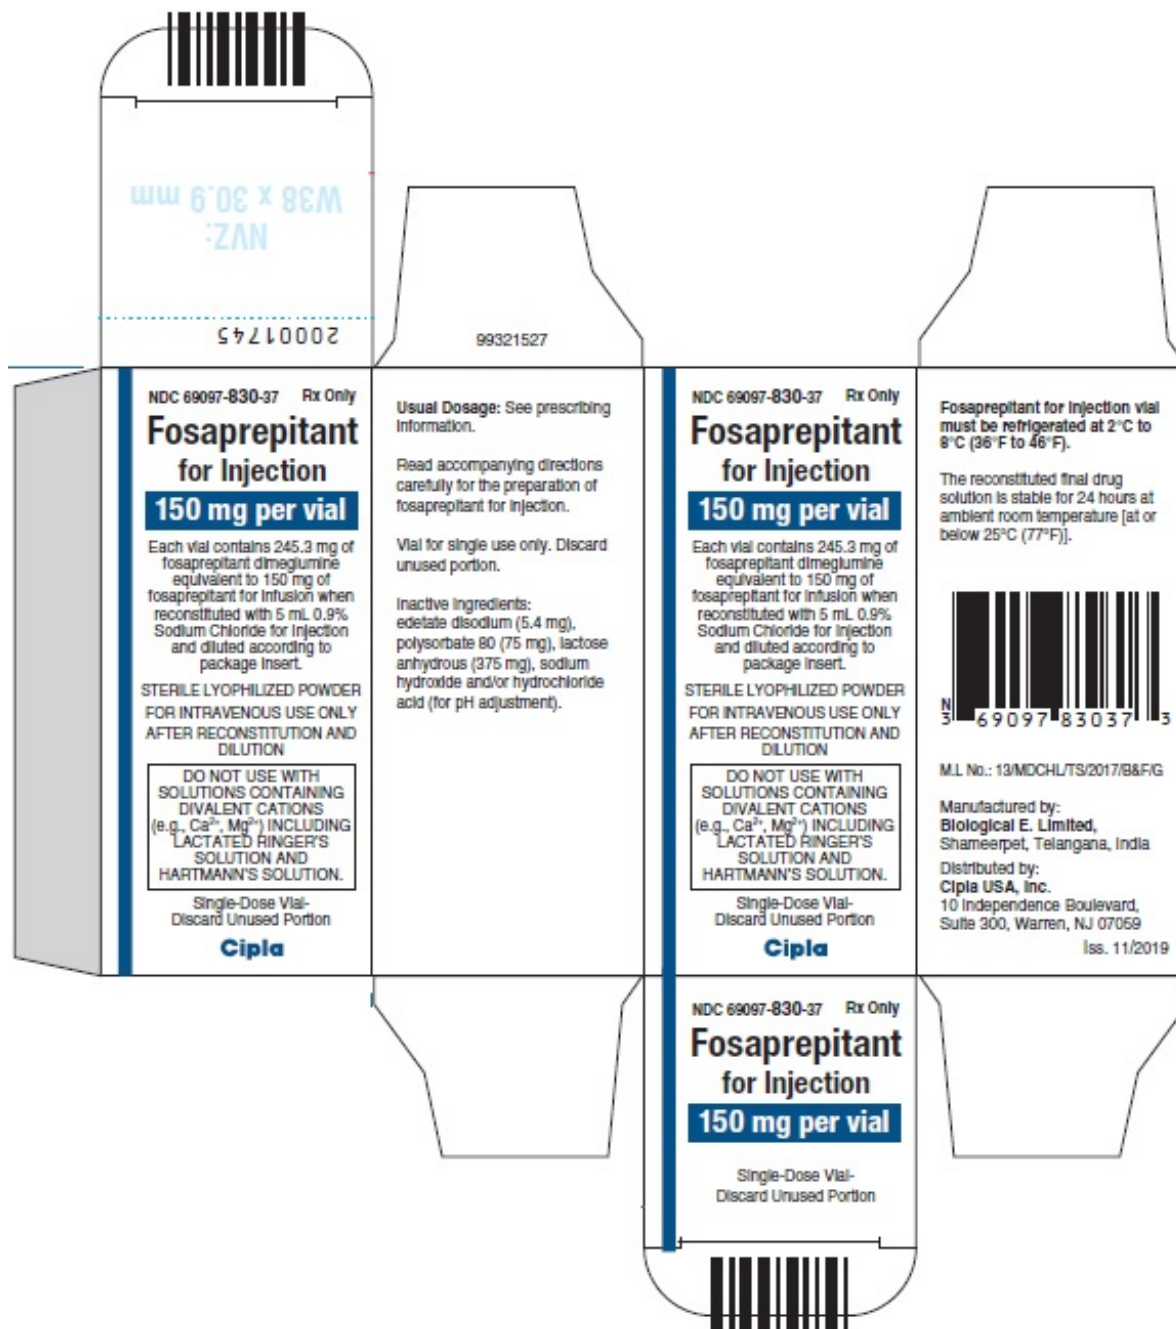 NVZ:
W38 x 30.9 mm
20001745
99321527
NDC 69097-830-37 Rx Only
Fosaprepitant
for Injection
150 mg per vial
Each vial contains 245.3 mg of
fosaprepitant dimeglumine
equivalent to 150 mg of
fosaprepitant for infusion when
reconstituted with 5 mL 0.9%
Sodium Chloride for Injection
and diluted according to
package insert.
STERILE LYOPHILIZED POWDER
FOR INTRAVENOUS USE ONLY
AFTER RECONSTITUTION AND
DILUTION
DO NOT USE WITH
SOLUTIONS CONTAINING
DIVALENT CATIONS
(e.g., Ca²⁺, Mg²⁺) INCLUDING
LACTATED RINGER'S
SOLUTION AND
HARTMANN'S SOLUTION.
Single-Dose Vial-
Discard Unused Portion
Cipla
Usual Dosage: See prescribing
information.
Read accompanying directions
carefully for the preparation of
fosaprepitant for injection.
Vial for single use only. Discard
unused portion.
Inactive ingredients:
edetate disodium (5.4 mg),
polysorbate 80 (75 mg), lactose
anhydrous (375 mg), sodium
hydroxide and/or hydrochloride
acid (for pH adjustment).
NDC 69097-830-37 Rx Only
Fosaprepitant
for Injection
150 mg per vial
Each vial contains 245.3 mg of
fosaprepitant dimeglumine
equivalent to 150 mg of
fosaprepitant for infusion when
reconstituted with 5 mL 0.9%
Sodium Chloride for Injection
and diluted according to
package insert.
STERILE LYOPHILIZED POWDER
FOR INTRAVENOUS USE ONLY
AFTER RECONSTITUTION AND
DILUTION
DO NOT USE WITH
SOLUTIONS CONTAINING
DIVALENT CATIONS
(e.g., Ca²⁺, Mg²⁺) INCLUDING
LACTATED RINGER'S
SOLUTION AND
HARTMANN'S SOLUTION.
Single-Dose Vial-
Discard Unused Portion
Cipla
Fosaprepitant for injection vial
must be refrigerated at 2°C to
8°C (36°F to 46°F).
The reconstituted final drug
solution is stable for 24 hours at
ambient room temperature [at or
below 25°C (77°F)].
N
3 69097 83037 3
M.L No.: 13/MDCHL/TS/2017/B&F/G
Manufactured by:
Biological E. Limited,
Shameerpet, Telangana, India
Distributed by:
Cipla USA, Inc.
10 Independence Boulevard,
Suite 300, Warren, NJ 07059
Iss. 11/2019
NDC 69097-830-37 Rx Only
Fosaprepitant
for Injection
150 mg per vial
Single-Dose Vial-
Discard Unused Portion